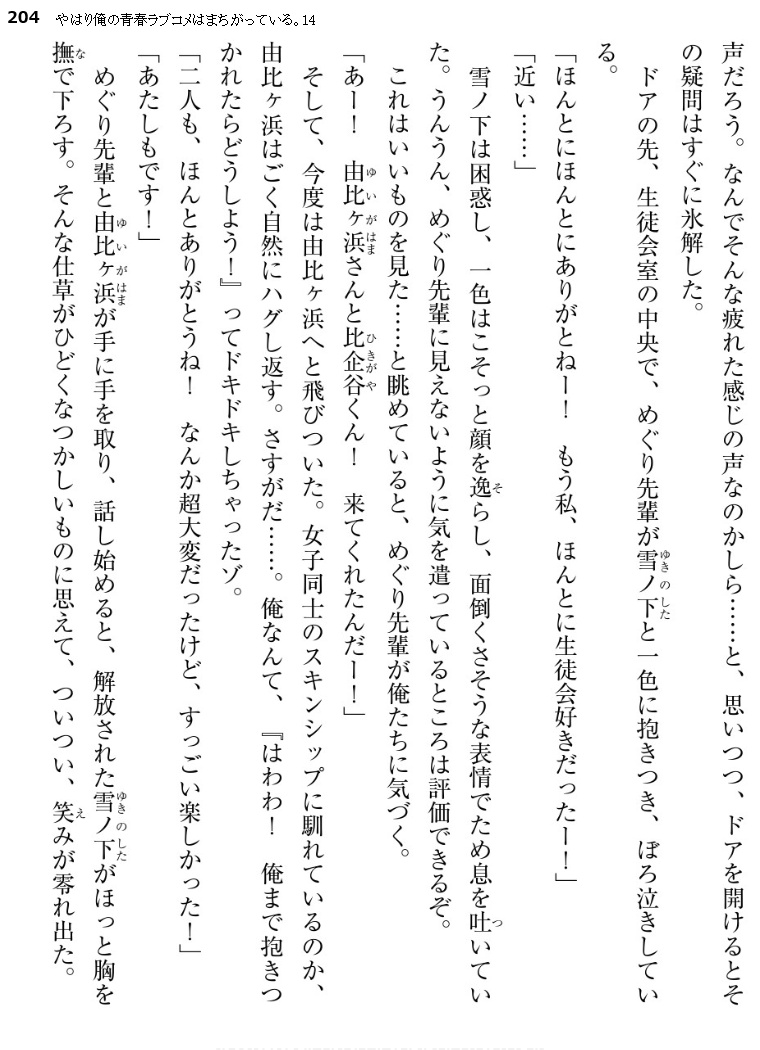 204 やはり俺の青春ラブコメはまちがっている。14
声だろう。なんでそんな疲れた感じの声なのかしら……と、思いつつ、ドアを開けるとそ
の疑問はすぐに氷解した。
ドアの先、生徒会室の中央で、めぐり先輩が雪ノ下と一色に抱きつき、ぼろ泣きしてい
る。
「ほんとにほんとにありがとねー！　もう私、ほんとに生徒会好きだったー！」
「近い……」
雪ノ下は困惑し、一色はこそっと顔を逸らし、面倒くさそうな表情でため息を吐いてい
た。うんうん、めぐり先輩に見えないように気を遣っているところは評価できるぞ。
これはいいものを見た……と眺めていると、めぐり先輩が俺たちに気づく。
「あー！　由比ヶ浜さんと比企谷くん！　来てくれたんだー！」
そして、今度は由比ヶ浜へと飛びついた。女子同士のスキンシップに馴れているのか、
由比ヶ浜はごく自然にハグし返す。さすがだ……。俺なんて、『はわわ！　俺まで抱きつ
かれたらどうしよう！』ってドキドキしちゃったゾ。
「二人も、ほんとありがとうね！　なんか超大変だったけど、すっごい楽しかった！」
「あたしもです！」
めぐり先輩と由比ヶ浜が手に手を取り、話し始めると、解放された雪ノ下がほっと胸を
撫で下ろす。そんな仕草がひどくなつかしいものに思えて、ついつい、笑みが零れ出た。